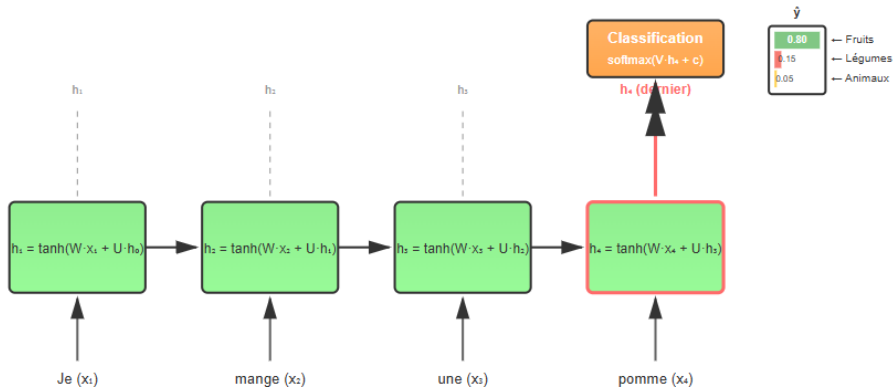 ŷ
Classification
softmax(V·h₄ + c)
0.80 ← Fruits
0.15 ← Légumes
0.05 ← Animaux
h₁ h₂ h₃ h₄ (dernier)
h₁ = tanh(W·x₁ + U·h₀) h₂ = tanh(W·x₂ + U·h₁) h₃ = tanh(W·x₃ + U·h₂) h₄ = tanh(W·x₄ + U·h₃)
Je (x₁) mange (x₂) une (x₃) pomme (x₄)